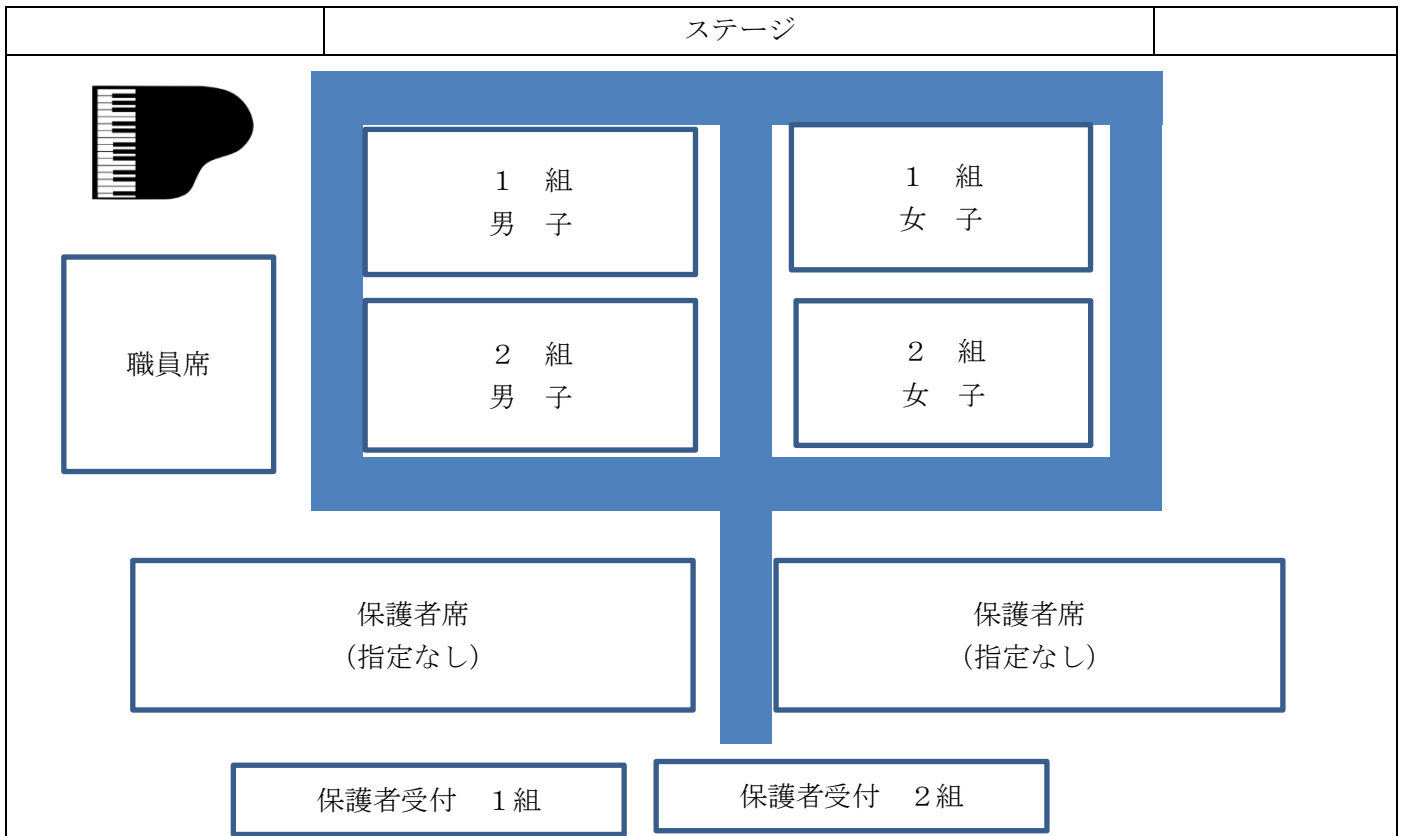 ステージ
１　組
男　子
１　組
女　子
職員席
２　組
男　子
２　組
女　子
保護者席
（指定なし）
保護者席
（指定なし）
保護者受付　１組
保護者受付　２組